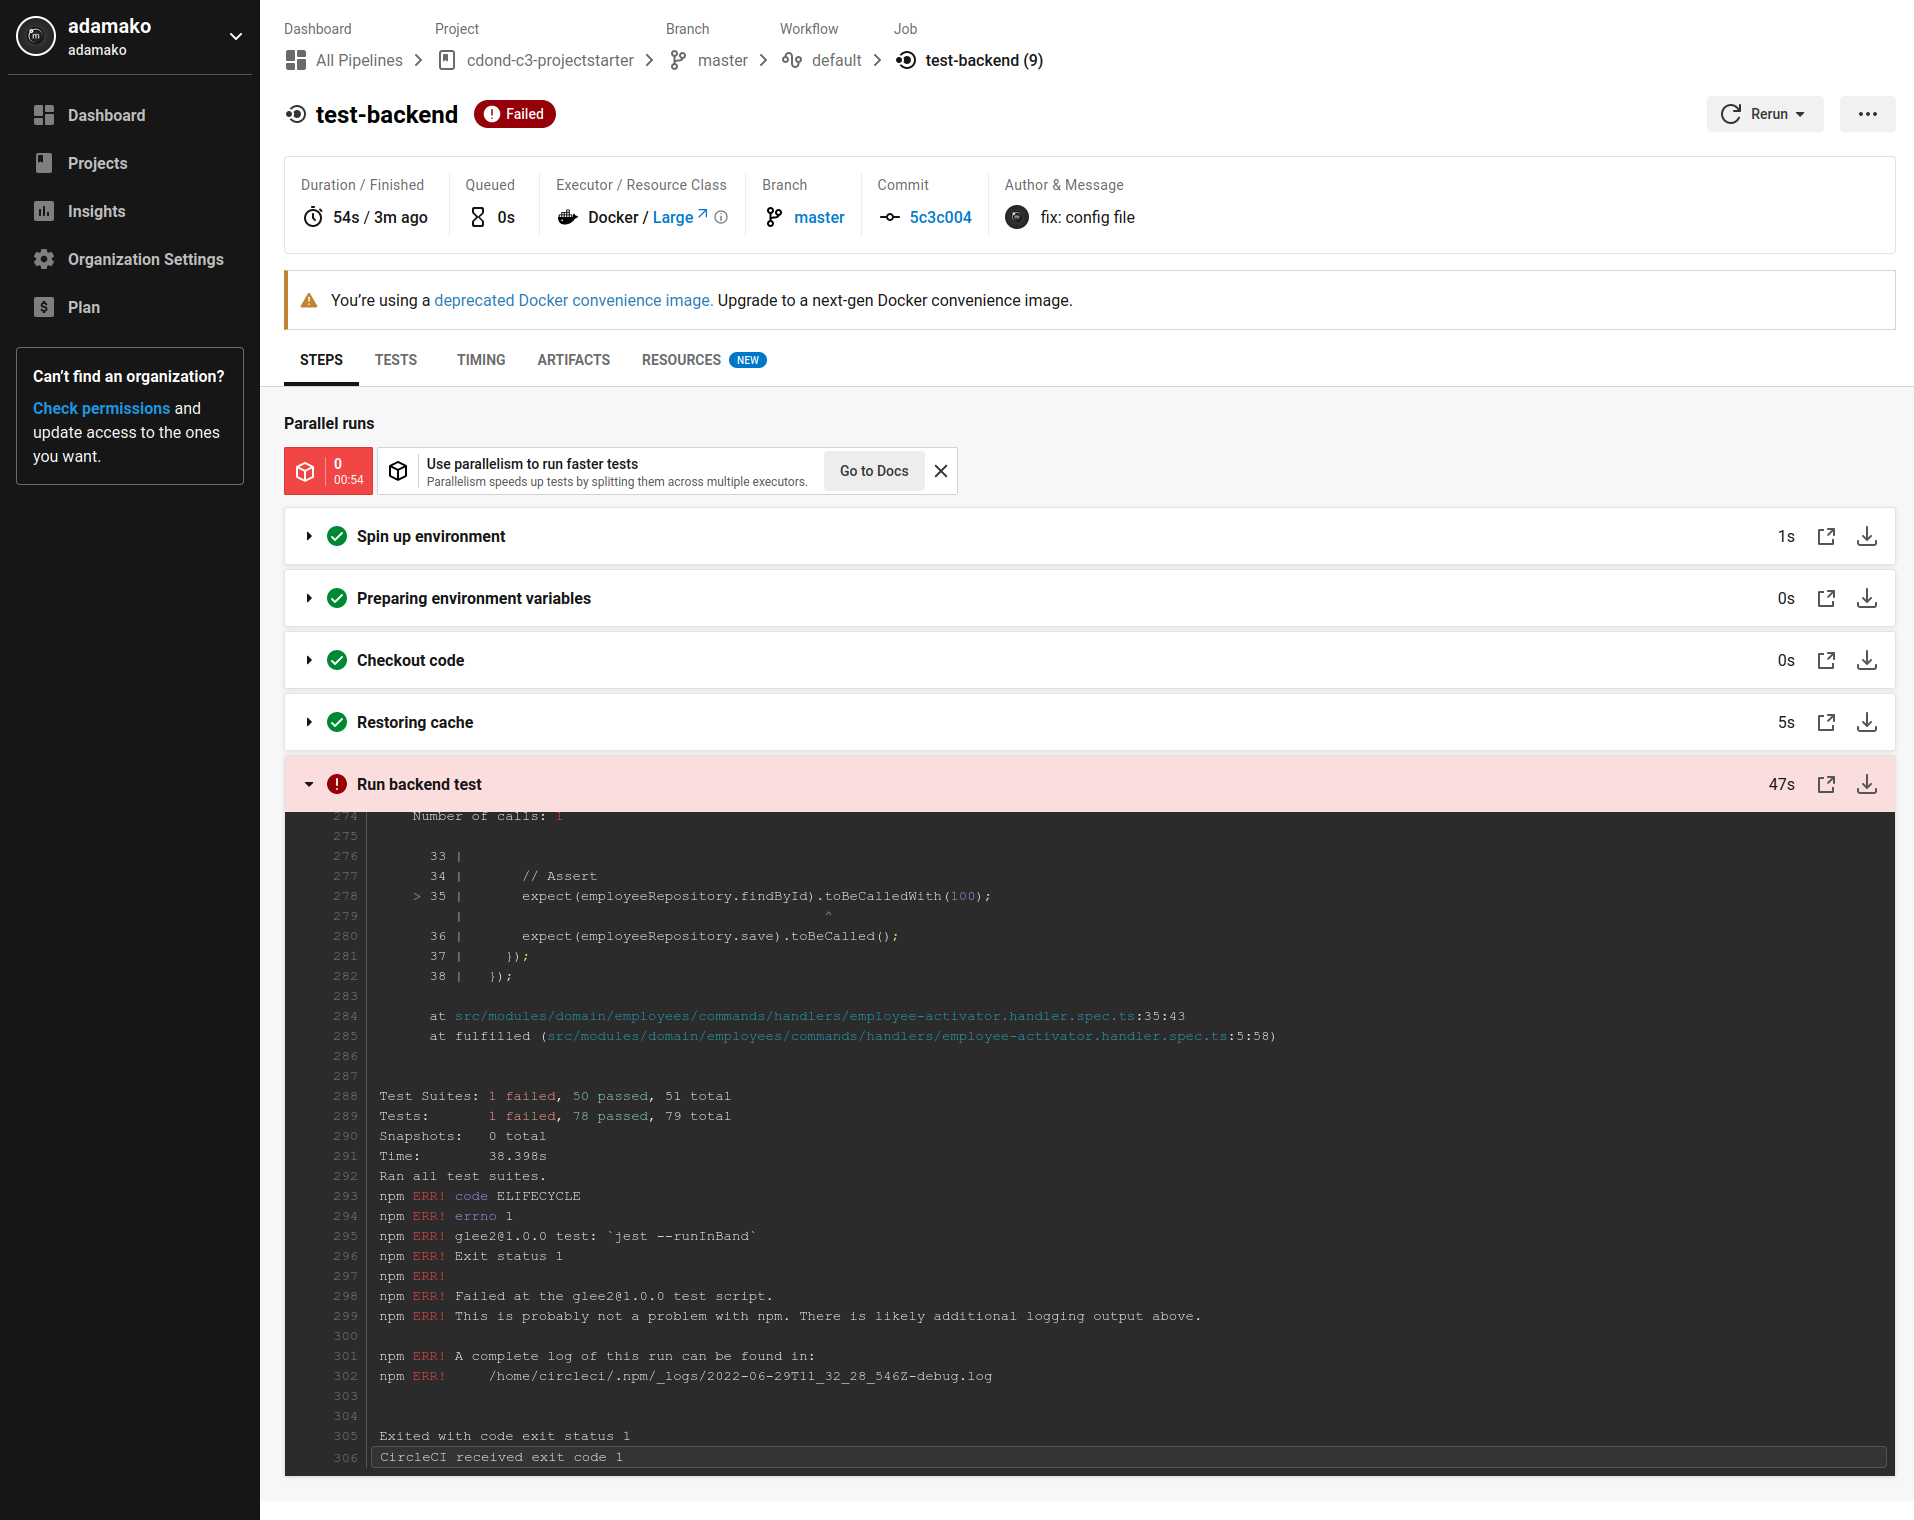 adamako
adamako
Dashboard
Projects
Insights
Organization Settings
Plan
Can't find an organization?
Check permissions and
update access to the ones
you want.
Dashboard Project Branch Workflow Job
All Pipelines cdond-c3-projectstarter master default test-backend (9)
test-backend Failed Rerun
Duration / Finished Queued Executor / Resource Class Branch Commit Author & Message
54s / 3m ago 0s Docker / Large master 5c3c004 fix: config file
You're using a deprecated Docker convenience image. Upgrade to a next-gen Docker convenience image.
STEPS TESTS TIMING ARTIFACTS RESOURCES NEW
Parallel runs
0
00:54
Use parallelism to run faster tests
Parallelism speeds up tests by splitting them across multiple executors.
Go to Docs
Spin up environment 1s
Preparing environment variables 0s
Checkout code 0s
Restoring cache 5s
Run backend test 47s
274 Number of calls: 1
275
276 33 |
277 34 | // Assert
278 > 35 | expect(employeeRepository.findById).toBeCalledWith(100);
279 | ^
280 36 | expect(employeeRepository.save).toBeCalled();
281 37 | });
282 38 | });
283
284 at src/modules/domain/employees/commands/handlers/employee-activator.handler.spec.ts:35:43
285 at fulfilled (src/modules/domain/employees/commands/handlers/employee-activator.handler.spec.ts:5:58)
286
287
288 Test Suites: 1 failed, 50 passed, 51 total
289 Tests: 1 failed, 78 passed, 79 total
290 Snapshots: 0 total
291 Time: 38.398s
292 Ran all test suites.
293 npm ERR! code ELIFECYCLE
294 npm ERR! errno 1
295 npm ERR! glee2@1.0.0 test: `jest --runInBand`
296 npm ERR! Exit status 1
297 npm ERR!
298 npm ERR! Failed at the glee2@1.0.0 test script.
299 npm ERR! This is probably not a problem with npm. There is likely additional logging output above.
300
301 npm ERR! A complete log of this run can be found in:
302 npm ERR! /home/circleci/.npm/_logs/2022-06-29T11_32_28_546Z-debug.log
303
304
305 Exited with code exit status 1
306 CircleCI received exit code 1